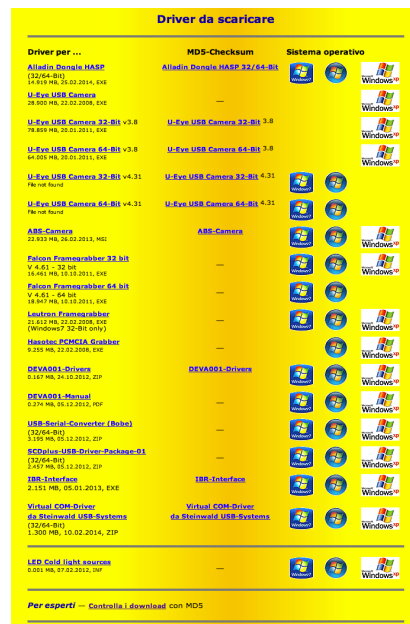 Driver da scaricare
Driver per ... MD5-Checksum Sistema operativo
Alladin Dongle HASP Alladin Dongle HASP 32/64-Bit
(32/64-Bit)
14.919 MB, 25.02.2014, EXE
U-Eye USB Camera —
28.900 MB, 22.02.2008, EXE
U-Eye USB Camera 32-Bit v3.8 U-Eye USB Camera 32-Bit 3.8
78.859 MB, 20.01.2011, EXE
U-Eye USB Camera 64-Bit v3.8 U-Eye USB Camera 64-Bit 3.8
64.005 MB, 20.01.2011, EXE
U-Eye USB Camera 32-Bit v4.31 U-Eye USB Camera 32-Bit 4.31
File not found
U-Eye USB Camera 64-Bit v4.31 U-Eye USB Camera 64-Bit 4.31
File not found
ABS-Camera ABS-Camera
22.933 MB, 26.02.2013, MSI
Falcon Framegrabber 32 bit
V 4.61 - 32 bit —
16.461 MB, 10.10.2011, EXE
Falcon Framegrabber 64 bit
V 4.61 - 64 bit —
18.947 MB, 10.10.2011, EXE
Leutron Framegrabber
21.612 MB, 22.02.2008, EXE —
(Windows7 32-Bit only)
Hasotec PCMCIA Grabber —
9.255 MB, 22.02.2008, EXE
DEVA001-Drivers DEVA001-Drivers
0.167 MB, 24.10.2012, ZIP
DEVA001-Manual —
0.274 MB, 05.12.2012, PDF
USB-Serial-Converter (Bobe)
(32/64-Bit) —
3.195 MB, 05.12.2012, ZIP
SCDplus-USB-Driver-Package-01
(32/64-Bit) —
2.457 MB, 05.12.2012, ZIP
IBR-Interface IBR-Interface
2.151 MB, 05.01.2013, EXE
Virtual COM-Driver Virtual COM-Driver
da Steinwald USB-Systems da Steinwald USB-Systems
(32/64-Bit)
1.300 MB, 10.02.2014, ZIP
LED Cold light sources —
0.001 MB, 07.02.2012, INF
Per esperti — Controlla i download con MD5